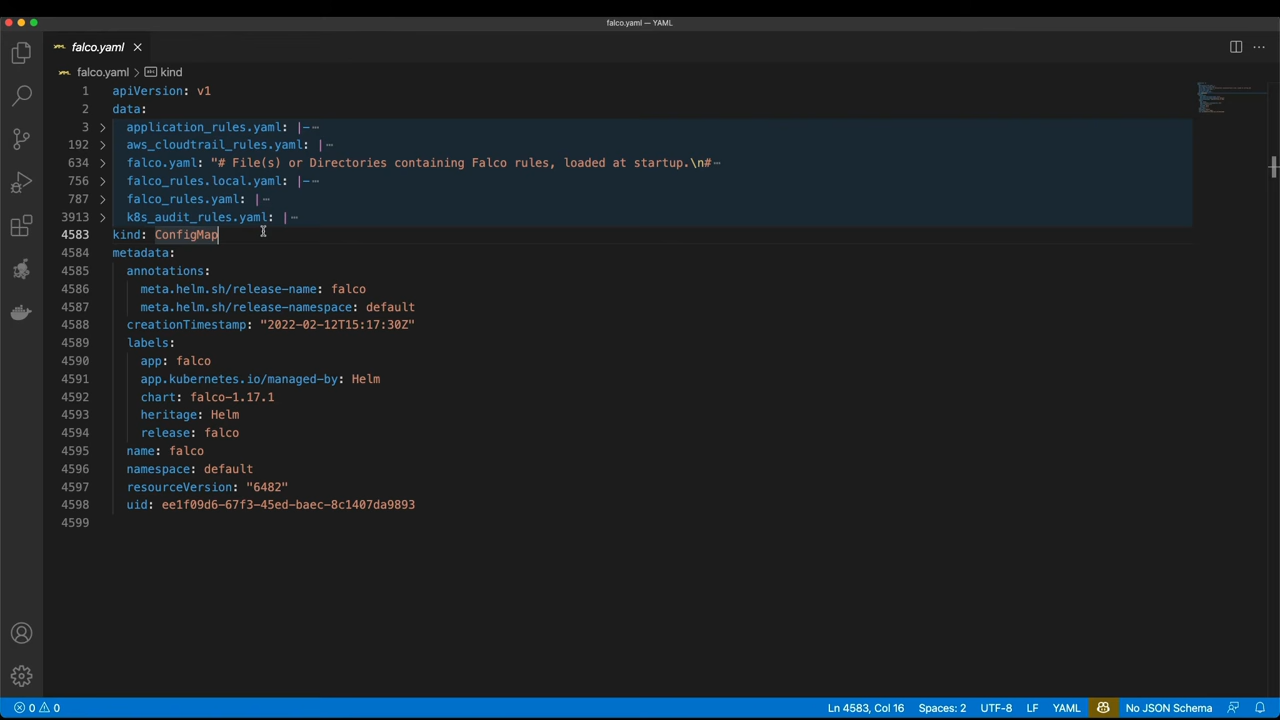 falco.yaml — YAML
falco.yaml
falco.yaml > kind
1 apiVersion: v1
2 data:
3 application_rules.yaml: |-…
192 aws_cloudtrail_rules.yaml: |…
634 falco.yaml: "# File(s) or Directories containing Falco rules, loaded at startup.\n#…
756 falco_rules.local.yaml: |-…
787 falco_rules.yaml: |…
3913 k8s_audit_rules.yaml: |…
4583 kind: ConfigMap
4584 metadata:
4585 annotations:
4586 meta.helm.sh/release-name: falco
4587 meta.helm.sh/release-namespace: default
4588 creationTimestamp: "2022-02-12T15:17:30Z"
4589 labels:
4590 app: falco
4591 app.kubernetes.io/managed-by: Helm
4592 chart: falco-1.17.1
4593 heritage: Helm
4594 release: falco
4595 name: falco
4596 namespace: default
4597 resourceVersion: "6482"
4598 uid: ee1f09d6-67f3-45ed-baec-8c1407da9893
4599
0 0 Ln 4583, Col 16 Spaces: 2 UTF-8 LF YAML No JSON Schema